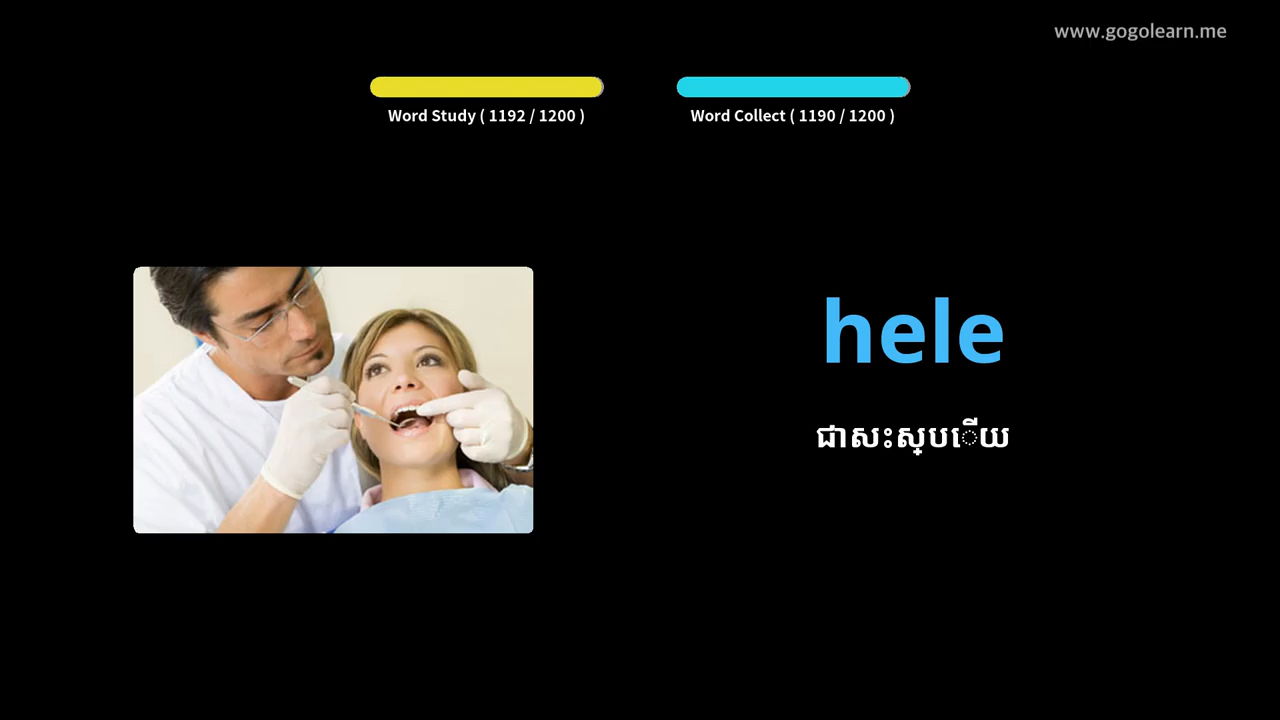 www.gogolearn.me
Word Study ( 1192 / 1200 )
Word Collect ( 1190 / 1200 )
hele
ជាសះស្បើយ